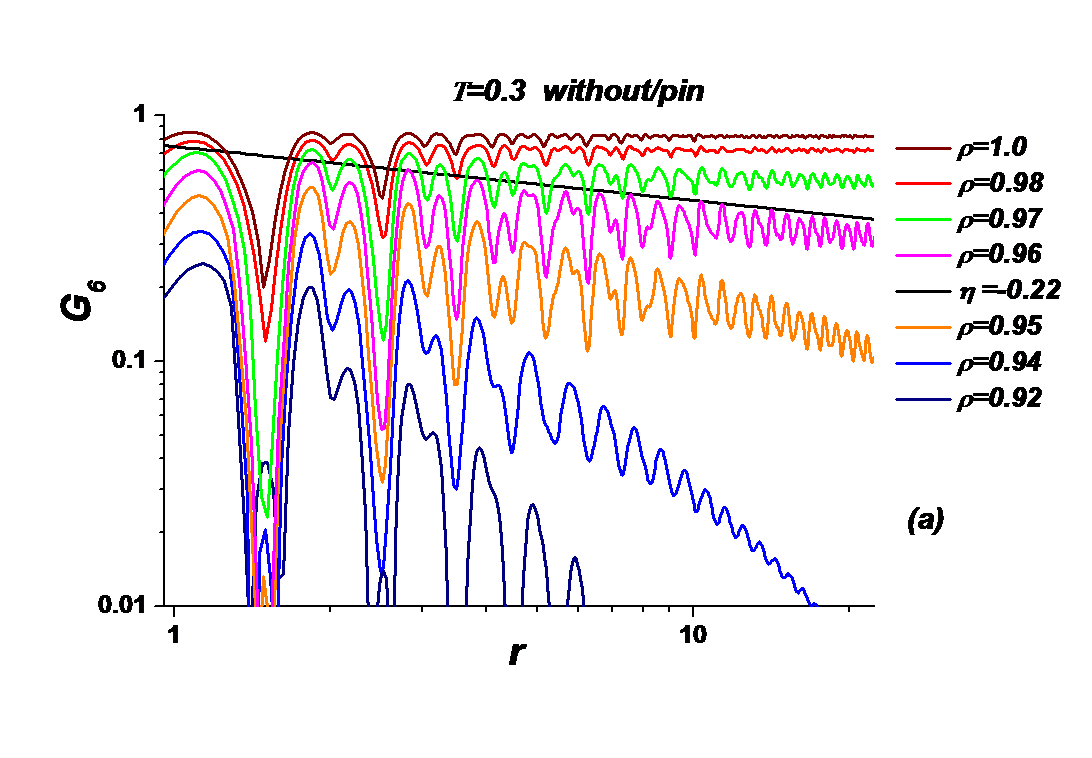 T=0.3 without/pin
1
0.1
0.01
G6
1
10
r
ρ=1.0
ρ=0.98
ρ=0.97
ρ=0.96
η =-0.22
ρ=0.95
ρ=0.94
ρ=0.92
(a)